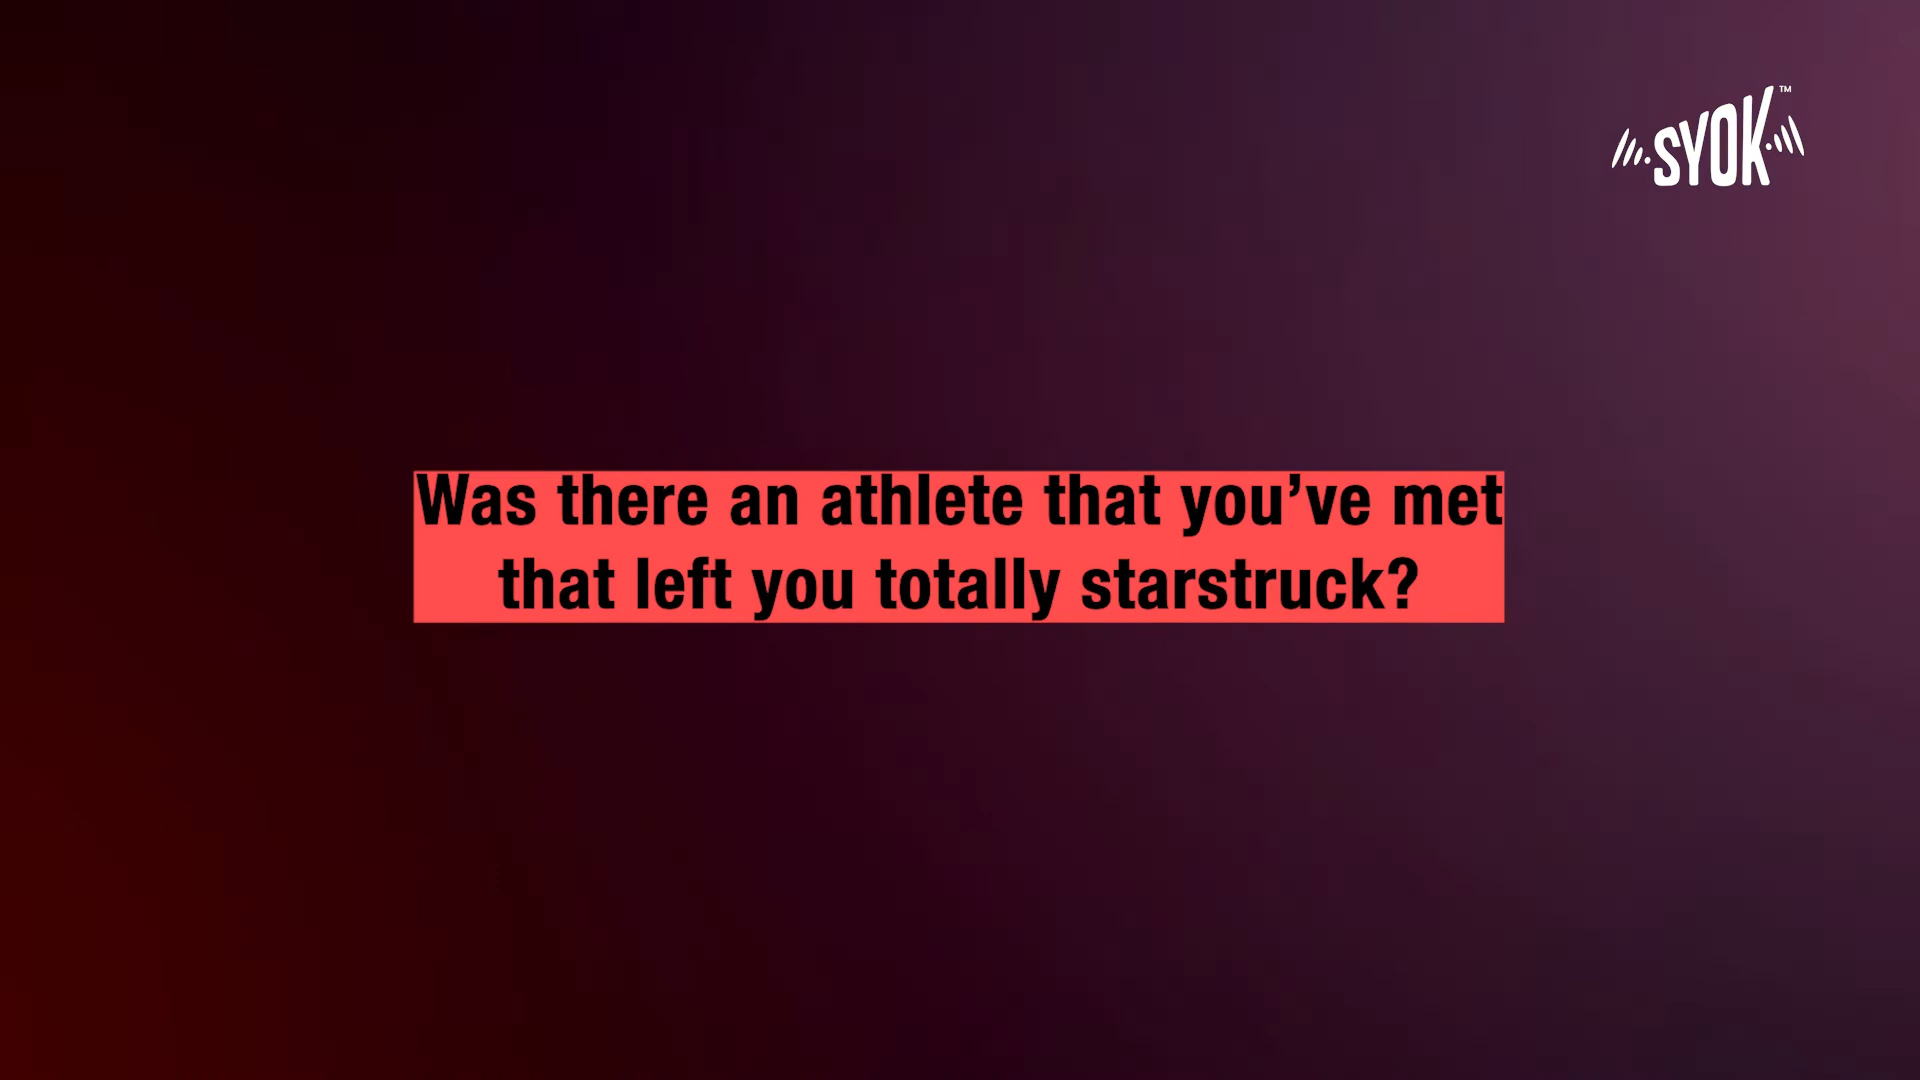 SYOK™
Was there an athlete that you’ve met
that left you totally starstruck?